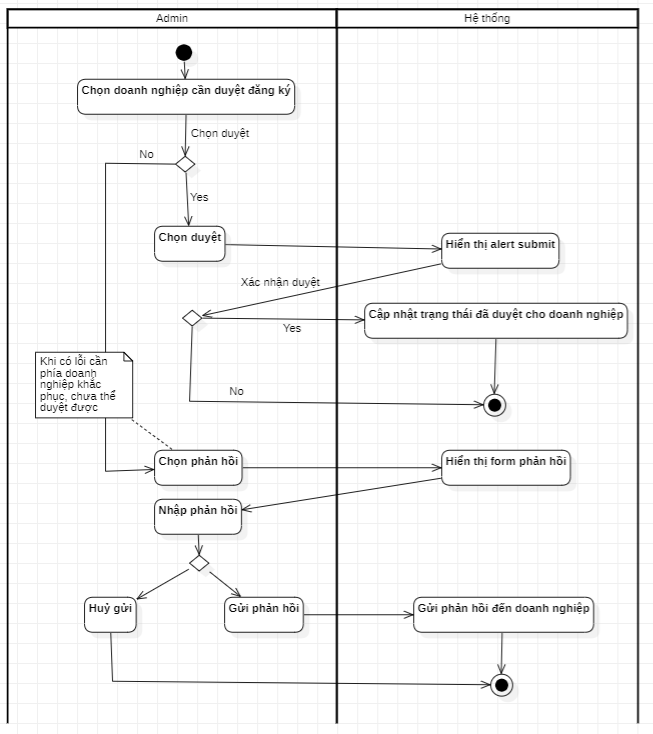 Admin
Hệ thống
Chọn doanh nghiệp cần duyệt đăng ký
Chọn duyệt
No
Yes
Chọn duyệt
Hiển thị alert submit
Xác nhận duyệt
Cập nhật trạng thái đã duyệt cho doanh nghiệp
Yes
No
Khi có lỗi cần
phía doanh
nghiệp khắc
phục, chưa thể
duyệt được
Chọn phản hồi
Hiển thị form phản hồi
Nhập phản hồi
Huỷ gửi
Gửi phản hồi
Gửi phản hồi đến doanh nghiệp